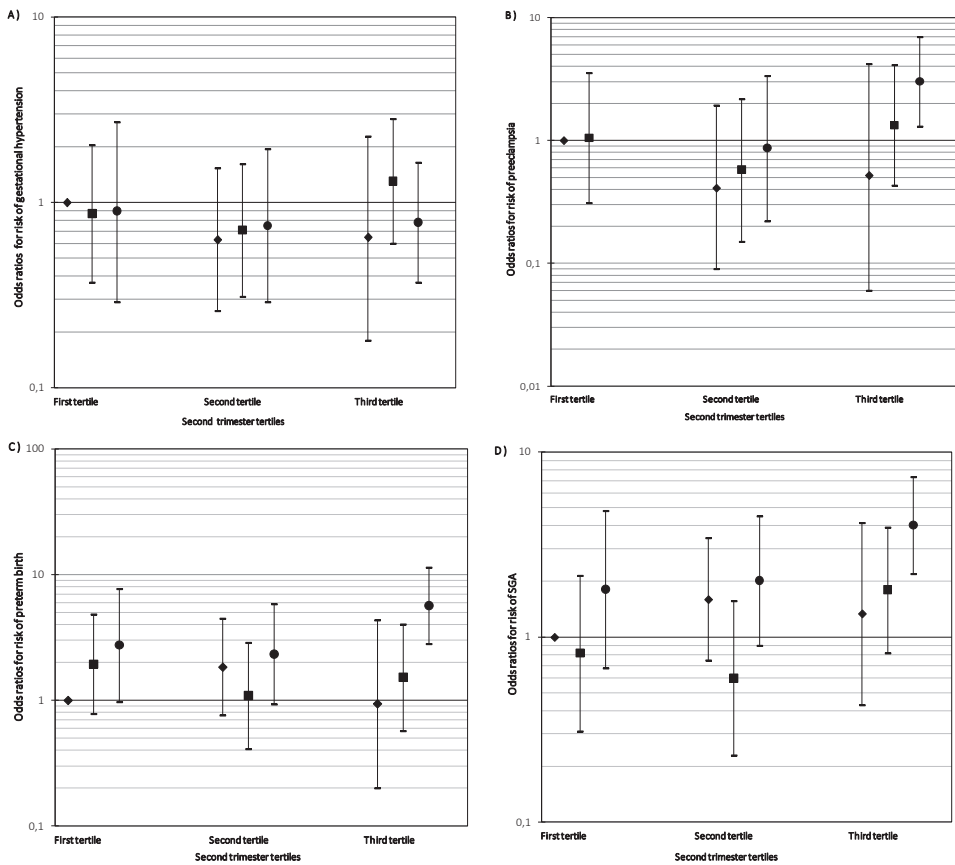 A)
Odds ratios for risk of gestational hypertension
10
1
0,1
First tertile Second tertile Third tertile
Second trimester tertiles
B)
Odds ratios for risk of preeclampsia
10
1
0,1
0,01
First tertile Second tertile Third tertile
Second trimester tertiles
C)
Odds ratios for risk of preterm birth
100
10
1
0,1
First tertile Second tertile Third tertile
Second trimester tertiles
D)
Odds ratios for risk of SGA
10
1
0,1
First tertile Second tertile Third tertile
Second trimester tertiles